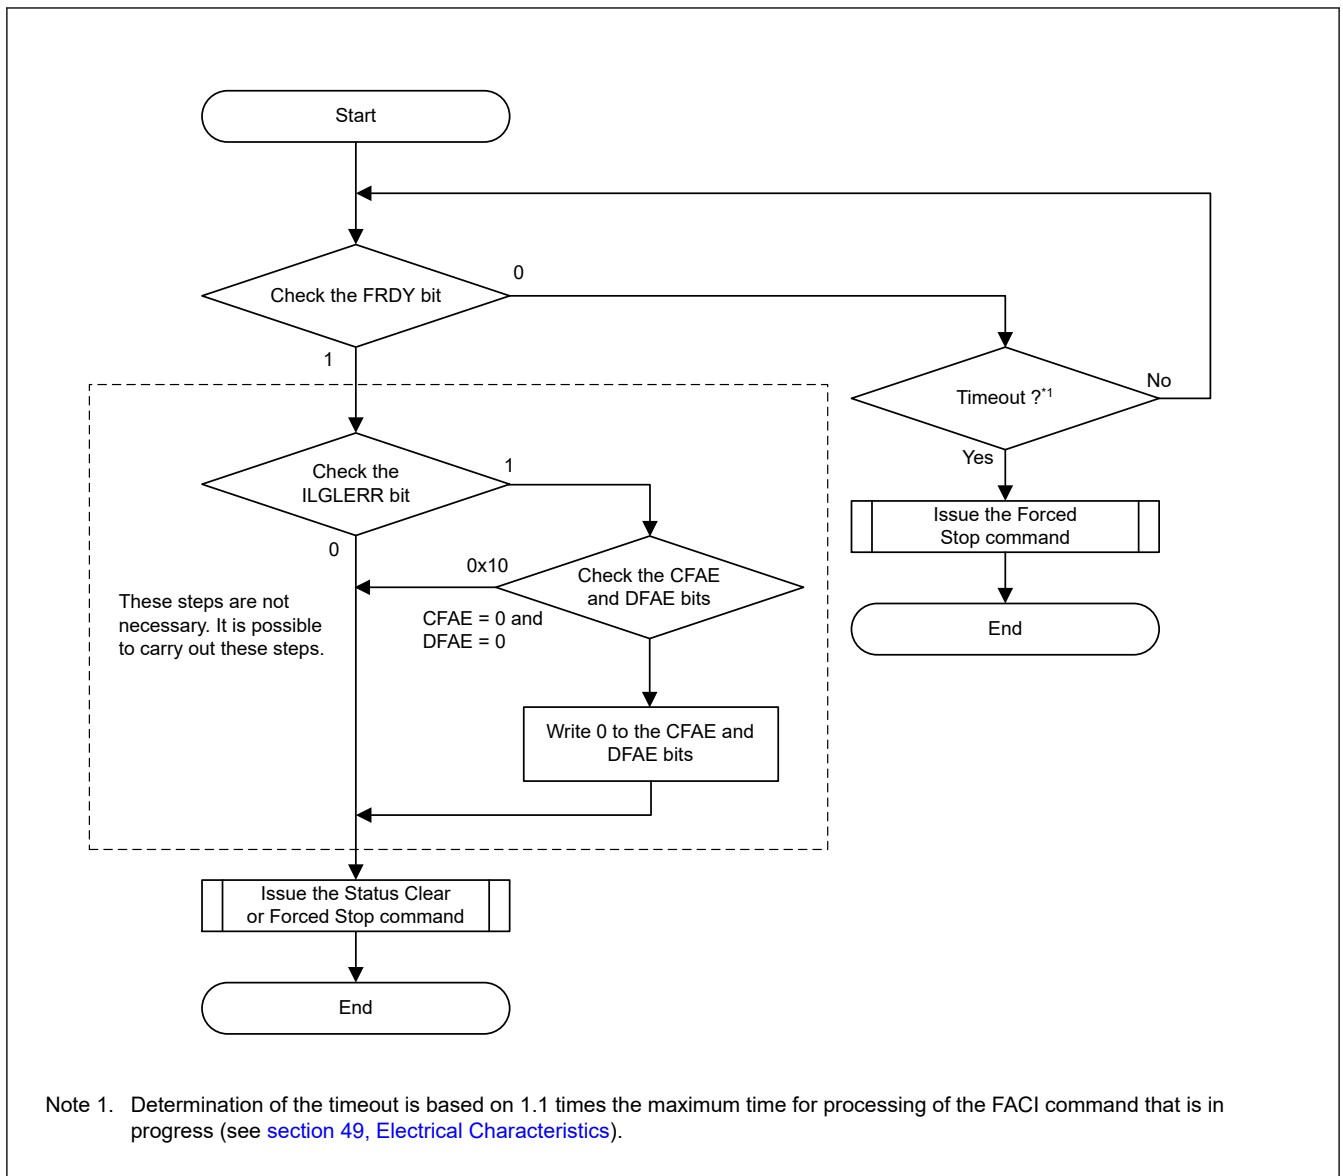 Start
Check the FRDY bit
0
1
Timeout ?*1
No
Yes
Issue the Forced
Stop command
End
Check the
ILGLERR bit
1
0
0x10
Check the CFAE
and DFAE bits
CFAE = 0 and
DFAE = 0
These steps are not
necessary. It is possible
to carry out these steps.
Write 0 to the CFAE and
DFAE bits
Issue the Status Clear
or Forced Stop command
End
Note 1. Determination of the timeout is based on 1.1 times the maximum time for processing of the FACI command that is in
progress (see section 49, Electrical Characteristics).